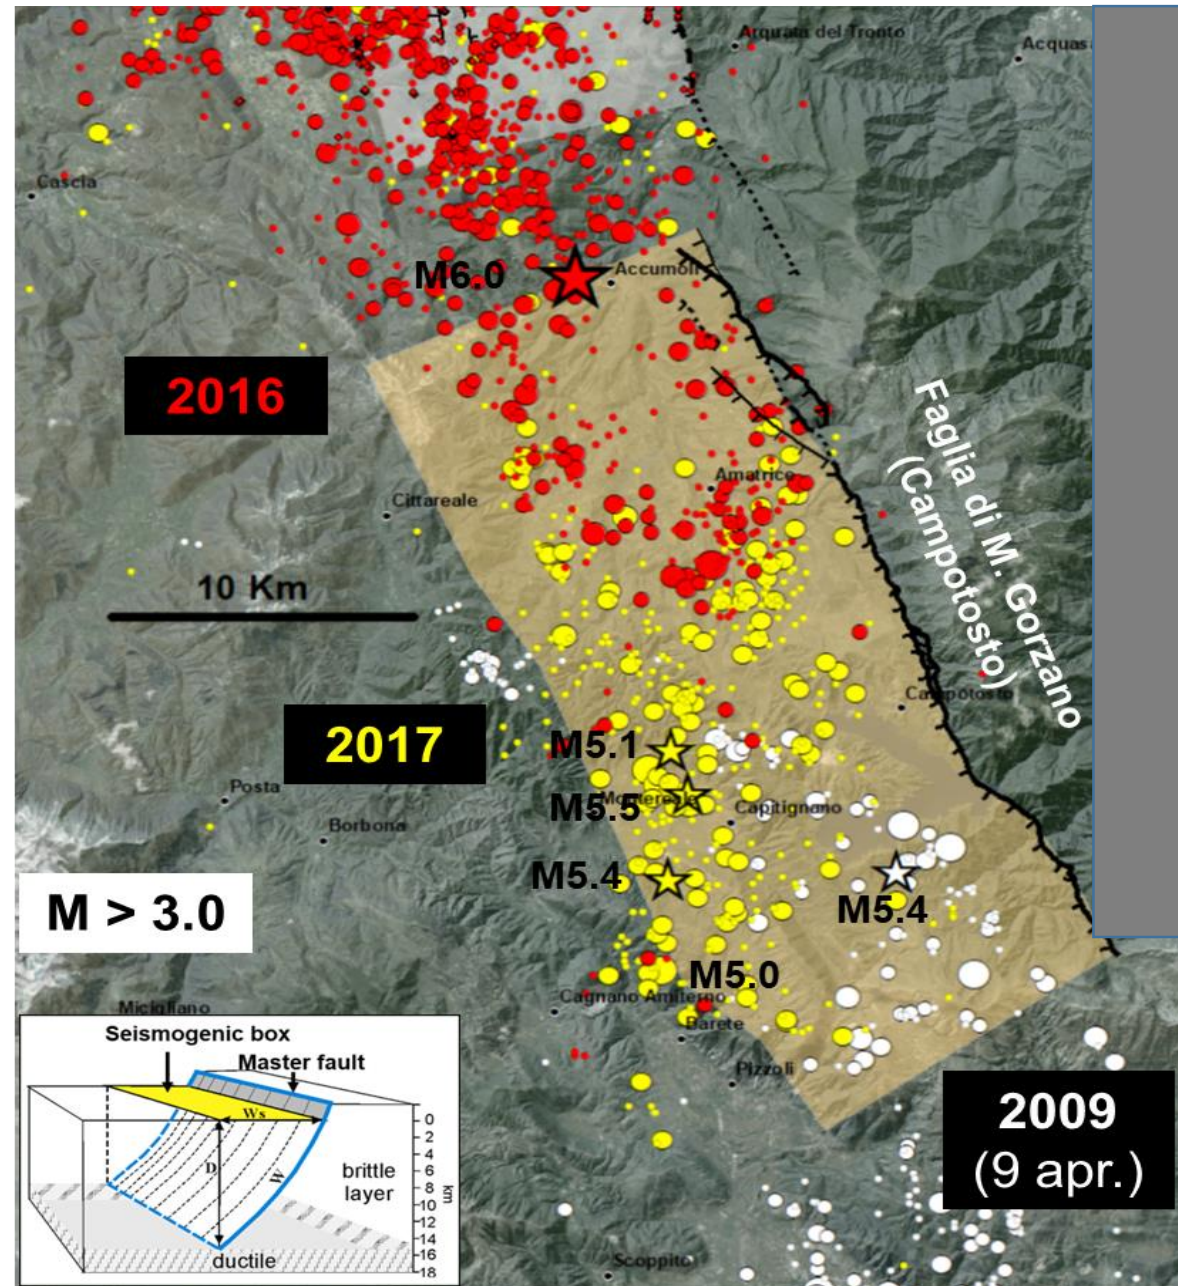 Arquata del Tronto
Acquas
Cascia
M6.0
Accumoli
2016
Faglia di M. Gorzano
(Campotosto)
Amatrice
Cittareale
10 Km
Campotosto
2017
M5.1
Posta
Montereale
M5.5
Capitignano
Borbona
M5.4
M5.4
M > 3.0
M5.0
Cagnano Amiterno
Micigliano
Barete
Pizzoli
Seismogenic box
Master fault
Ws
D
W
brittle
layer
ductile
0
2
4
6
8
10
12
14
16
18
km
2009
(9 apr.)
Scoppito